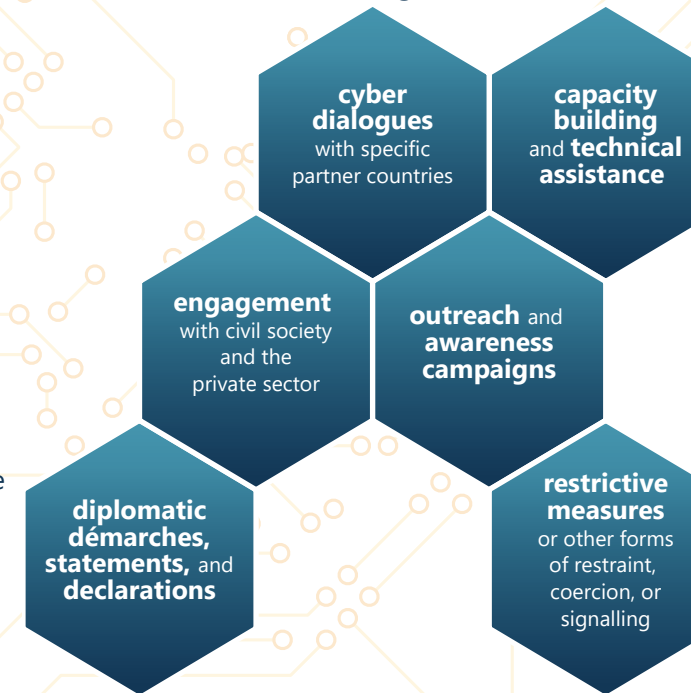 cyber
dialogues
with specific
partner countries
capacity
building
and technical
assistance
engagement
with civil society
and the
private sector
outreach and
awareness
campaigns
diplomatic
démarches,
statements, and
declarations
restrictive
measures
or other forms
of restraint,
coercion, or
signalling